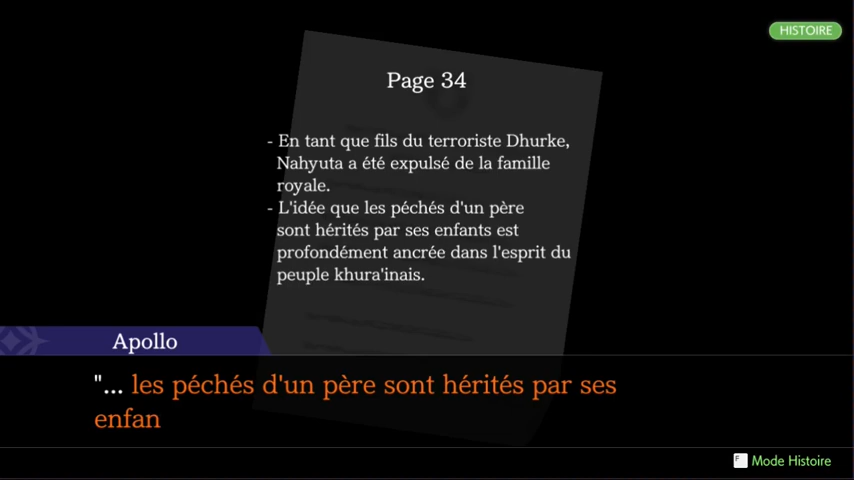 HISTOIRE
Page 34
- En tant que fils du terroriste Dhurke,
Nahyuta a été expulsé de la famille
royale.
- L'idée que les péchés d'un père
sont hérités par ses enfants est
profondément ancrée dans l'esprit du
peuple khura'inais.
Apollo
"... les péchés d'un père sont hérités par ses
enfan
F Mode Histoire